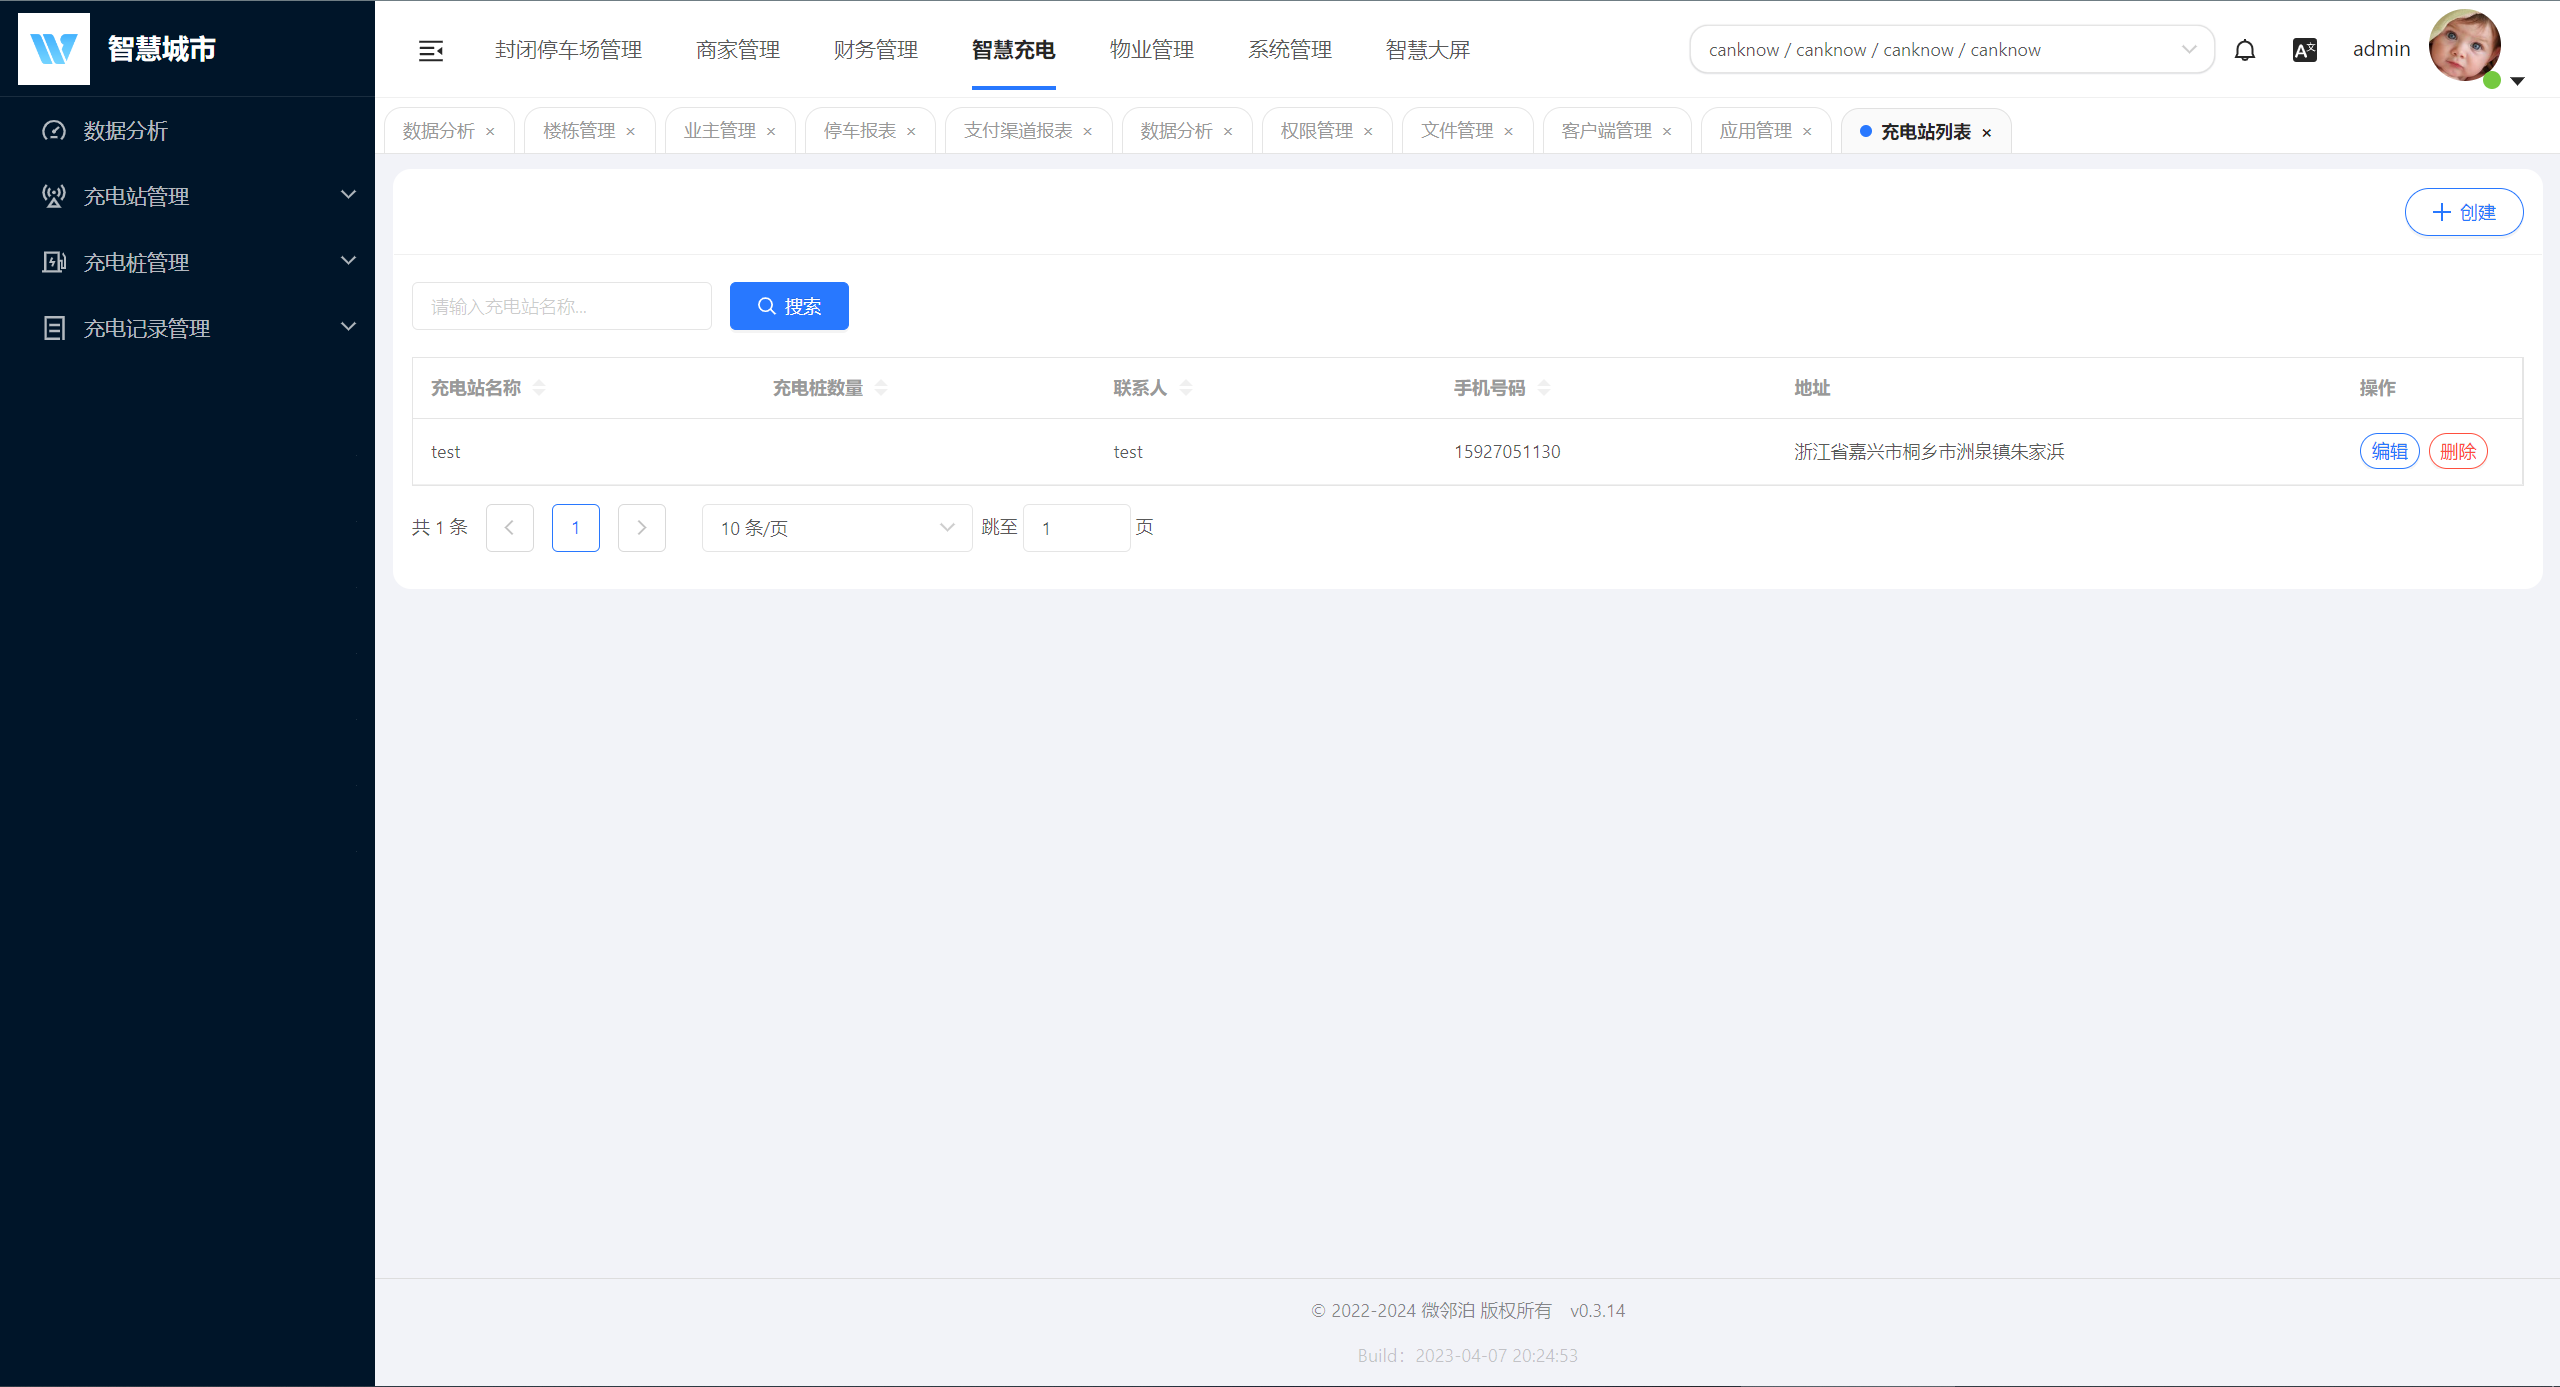 智慧城市
封闭停车场管理 商家管理 财务管理 智慧充电 物业管理 系统管理 智慧大屏 canknow / canknow / canknow / canknow admin
数据分析 × 楼栋管理 × 业主管理 × 停车报表 × 支付渠道报表 × 数据分析 × 权限管理 × 文件管理 × 客户端管理 × 应用管理 × 充电站列表 ×
数据分析
充电站管理
充电桩管理
充电记录管理
创建
请输入充电站名称... 搜索
充电站名称 充电桩数量 联系人 手机号码 地址 操作
test test 15927051130 浙江省嘉兴市桐乡市洲泉镇朱家浜 编辑 删除
共 1 条 1 10 条/页 跳至 1 页
© 2022-2024 微邻泊 版权所有 v0.3.14
Build：2023-04-07 20:24:53